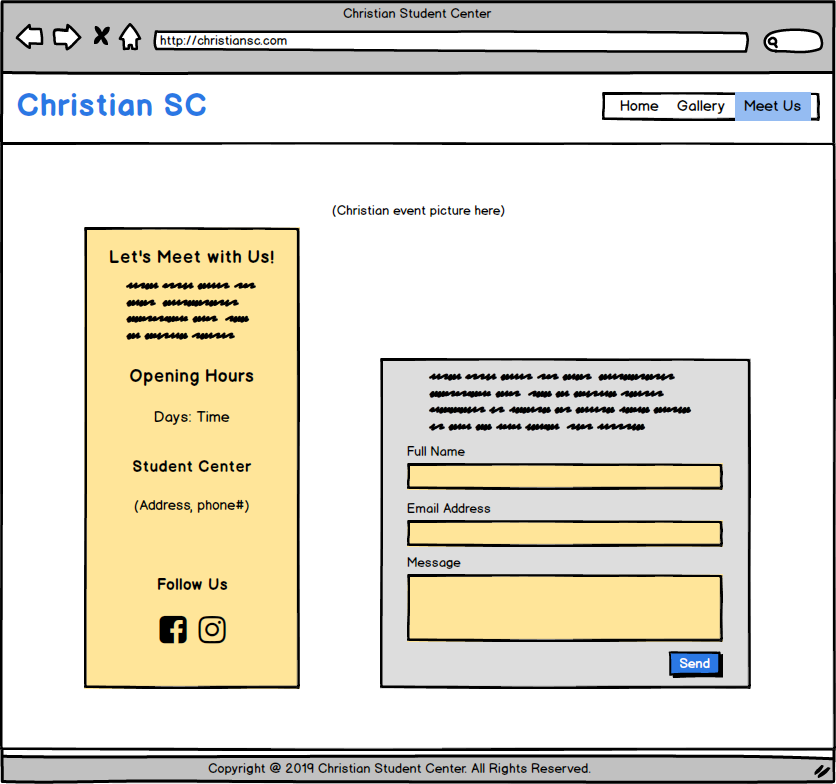 Christian Student Center
http://christiansc.com
Christian SC
Home Gallery Meet Us
(Christian event picture here)
Let's Meet with Us!
Opening Hours
Days: Time
Student Center
(Address, phone#)
Follow Us
Full Name
Email Address
Message
Send
Copyright @ 2019 Christian Student Center. All Rights Reserved.